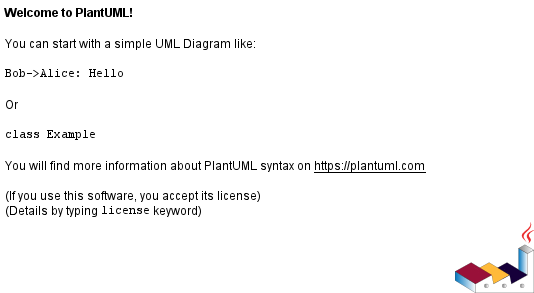 Welcome to PlantUML!
You can start with a simple UML Diagram like:
Bob->Alice: Hello
Or
class Example
You will find more information about PlantUML syntax on https://plantuml.com
(If you use this software, you accept its license)
(Details by typing license keyword)